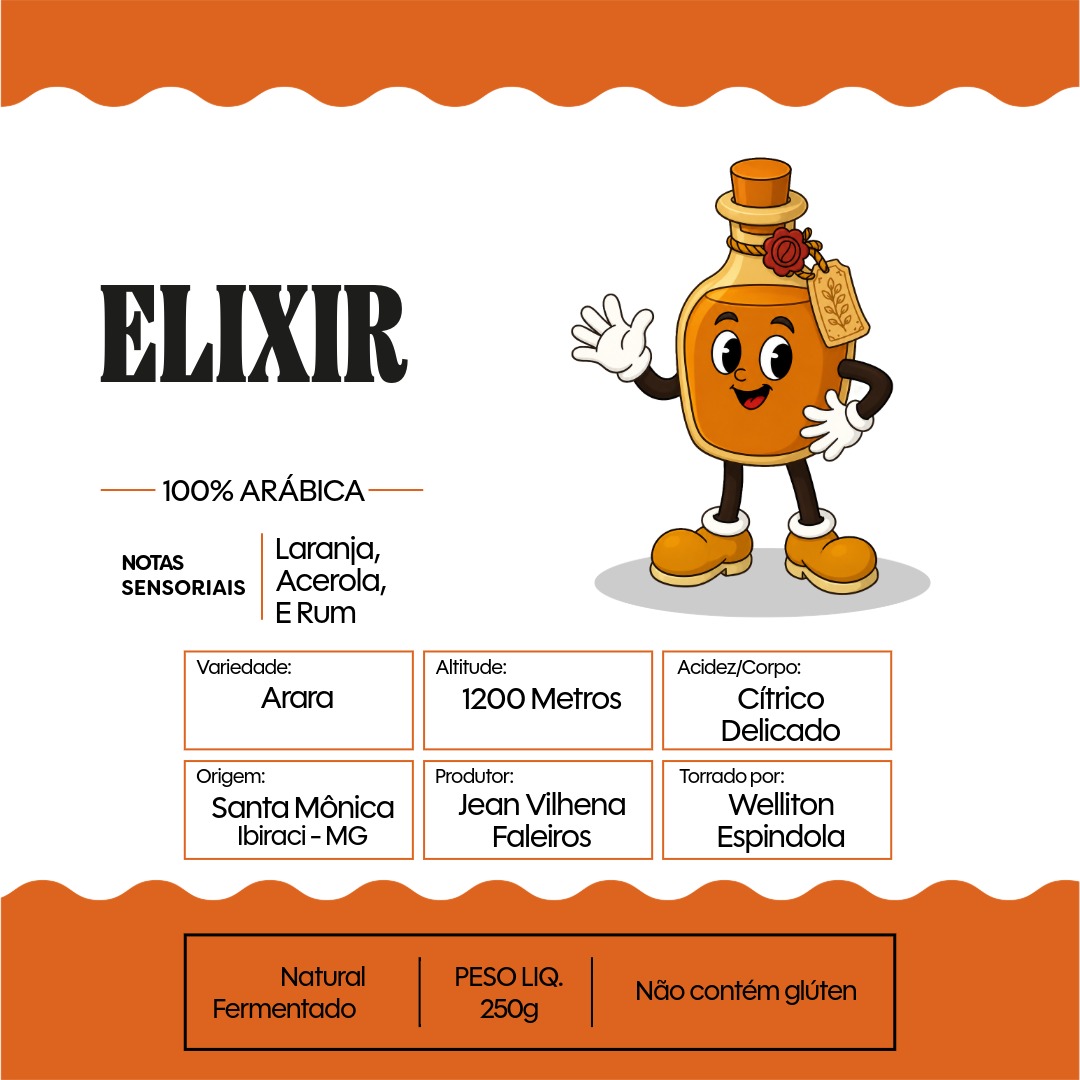 ELIXIR
100% ARÁBICA
NOTAS
SENSORIAIS
Laranja,
Acerola,
E Rum
Variedade:
Arara
Altitude:
1200 Metros
Acidez/Corpo:
Cítrico
Delicado
Origem:
Santa Mônica
Ibiraci - MG
Produtor:
Jean Vilhena
Faleiros
Torrado por:
Welliton
Espindola
Natural
Fermentado
PESO LIQ.
250g
Não contém glúten